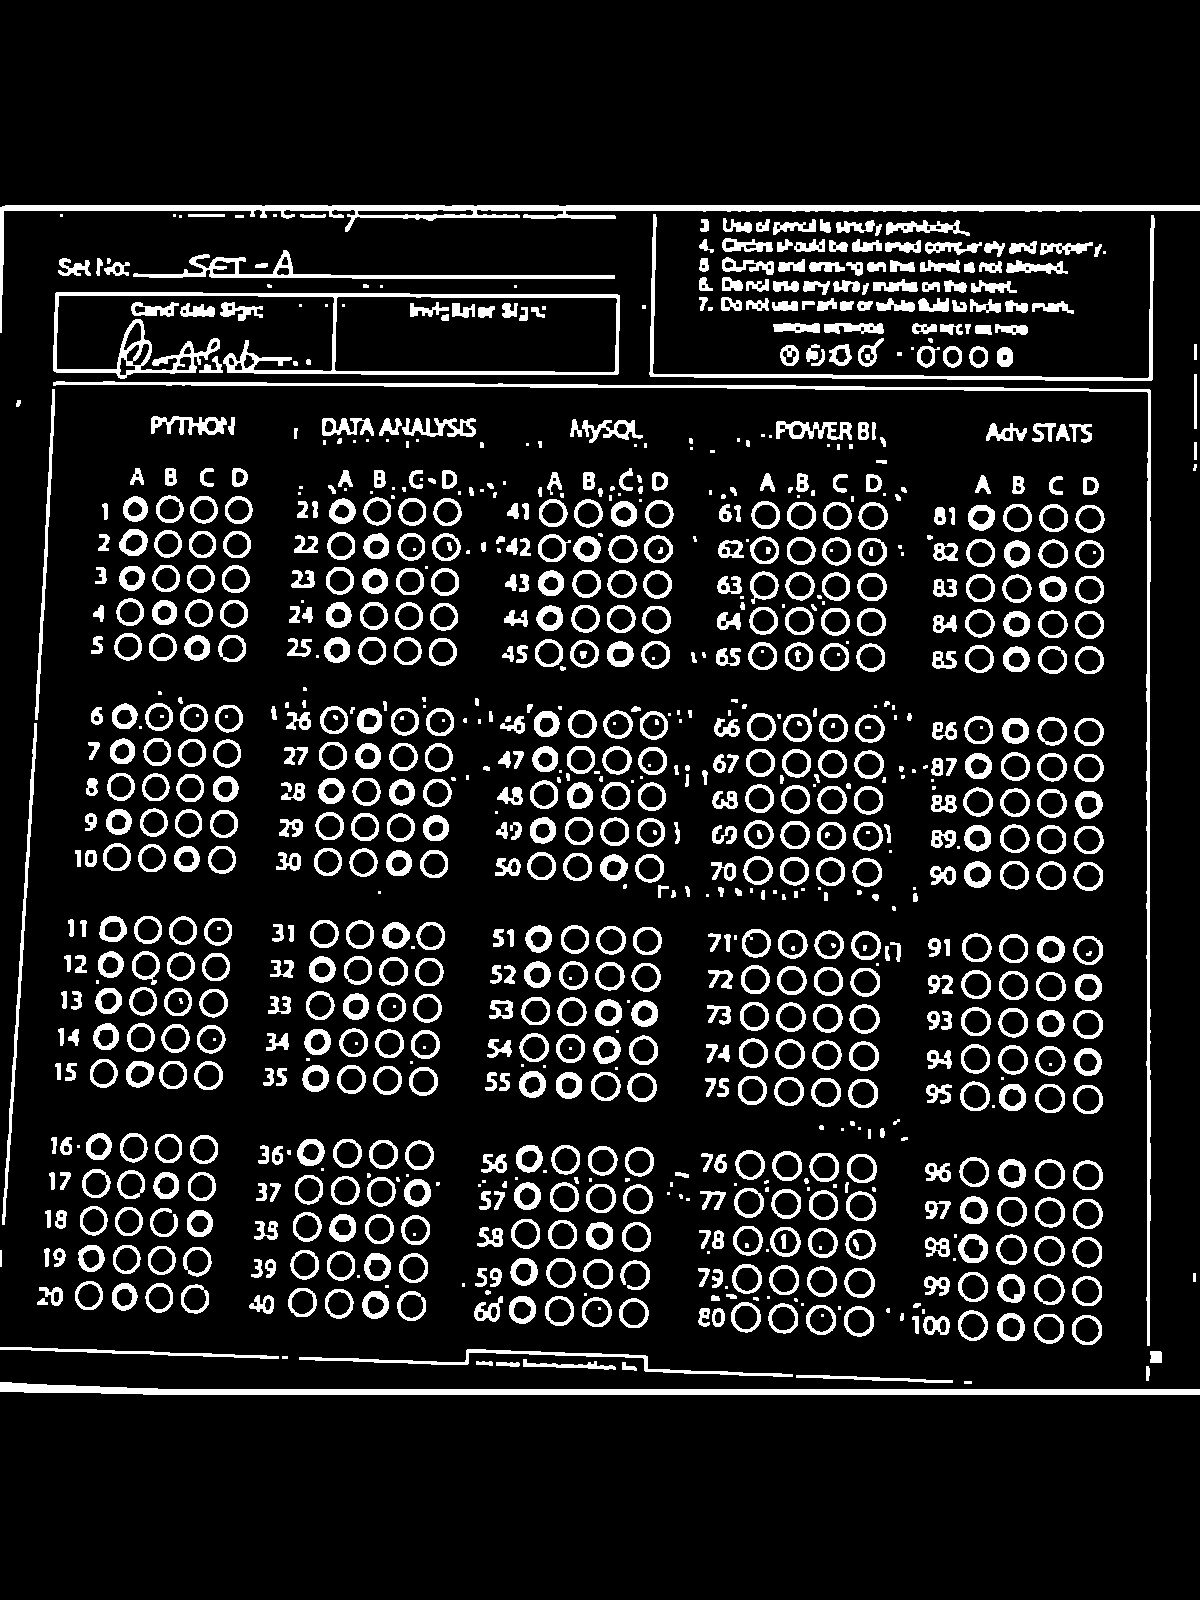 3. Use of pencil is strictly prohibited.
4. Circles should be darkened completely and properly.
5. Cutting and erasing on this sheet is not allowed.
6. Do not use any stray marks on the sheet.
7. Do not use marker or white fluid to hide the mark.
WRONG METHODS CORRECT METHOD
Set No: SET - A
Candidate Sign: Invigilator Sign:
PYTHON DATA ANALYSIS MySQL POWER BI Adv STATS
A B C D A B C D A B C D A B C D A B C D
1 21 41 61 81
2 22 42 62 82
3 23 43 63 83
4 24 44 64 84
5 25 45 65 85
6 26 46 66 86
7 27 47 67 87
8 28 48 68 88
9 29 49 69 89
10 30 50 70 90
11 31 51 71 91
12 32 52 72 92
13 33 53 73 93
14 34 54 74 94
15 35 55 75 95
16 36 56 76 96
17 37 57 77 97
18 38 58 78 98
19 39 59 79 99
20 40 60 80 100